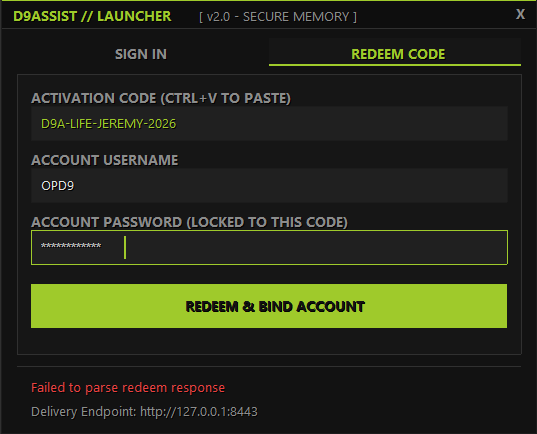 D9ASSIST // LAUNCHER [ v2.0 - SECURE MEMORY ] X
SIGN IN REDEEM CODE
ACTIVATION CODE (CTRL+V TO PASTE)
D9A-LIFE-JEREMY-2026
ACCOUNT USERNAME
OPD9
ACCOUNT PASSWORD (LOCKED TO THIS CODE)
************
REDEEM & BIND ACCOUNT
Failed to parse redeem response
Delivery Endpoint: http://127.0.0.1:8443